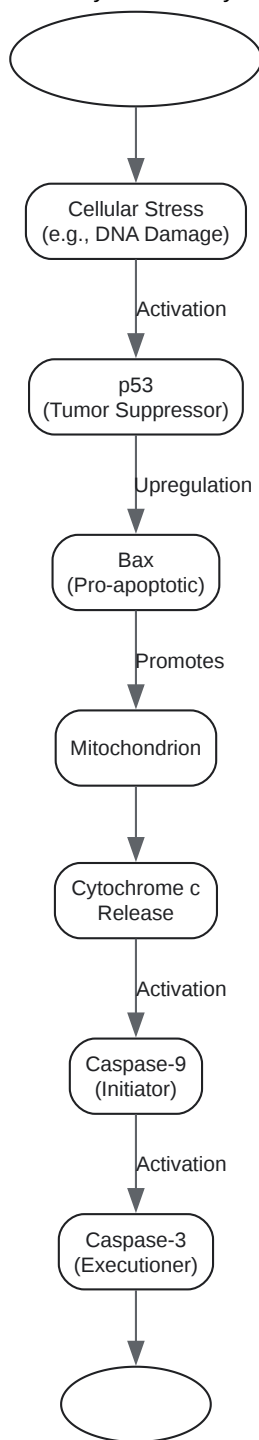 Cellular Stress
(e.g., DNA Damage)
Activation
p53
(Tumor Suppressor)
Upregulation
Bax
(Pro-apoptotic)
Promotes
Mitochondrion
Cytochrome c
Release
Activation
Caspase-9
(Initiator)
Activation
Caspase-3
(Executioner)